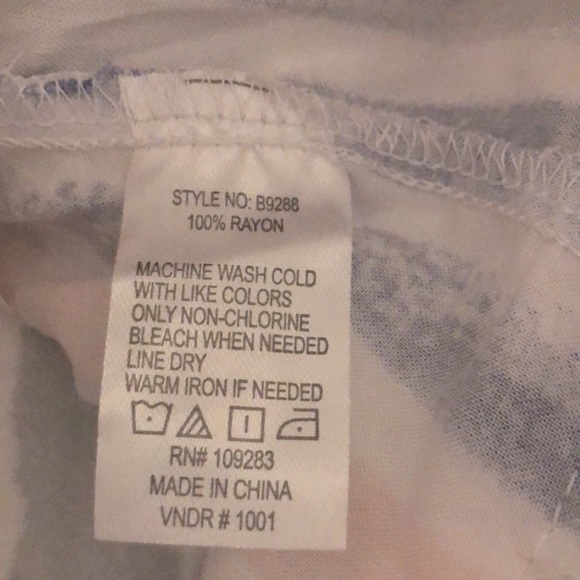 STYLE NO: B9288
100% RAYON
MACHINE WASH COLD
WITH LIKE COLORS
ONLY NON-CHLORINE
BLEACH WHEN NEEDED
LINE DRY
WARM IRON IF NEEDED
RN# 109283
MADE IN CHINA
VNDR # 1001